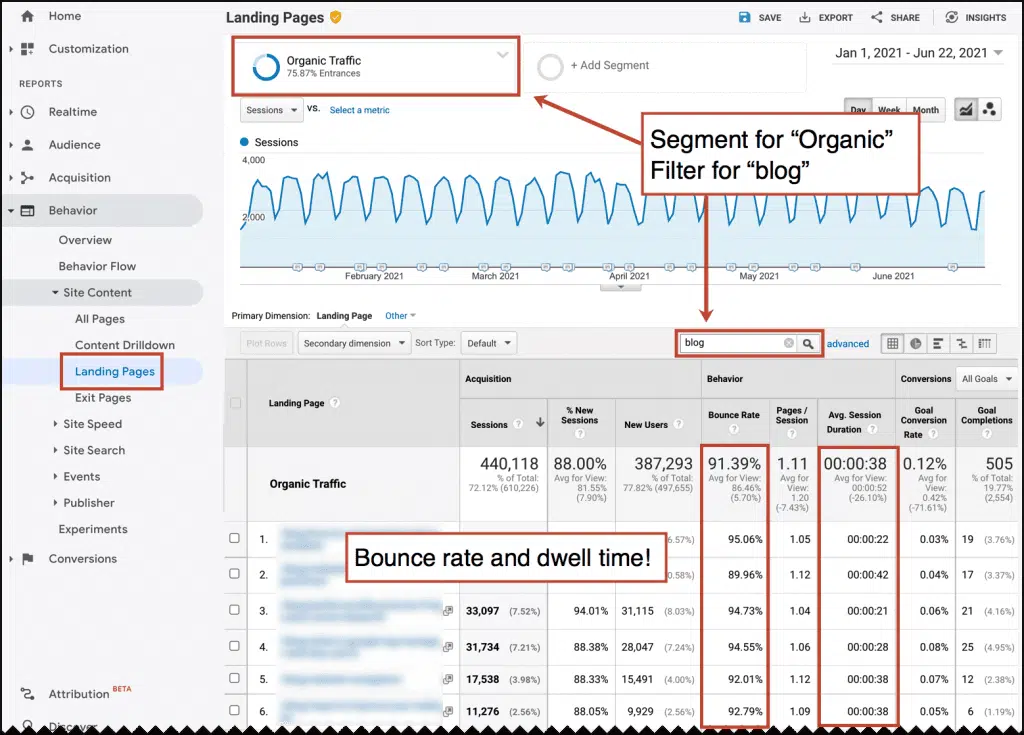 Home
Customization
REPORTS
Realtime
Audience
Acquisition
Behavior
Overview
Behavior Flow
Site Content
All Pages
Content Drilldown
Landing Pages
Exit Pages
Site Speed
Site Search
Events
Publisher
Experiments
Conversions
Attribution BETA
Discover
Landing Pages
SAVE EXPORT SHARE INSIGHTS
Organic Traffic
75.87% Entrances
+ Add Segment
Jan 1, 2021 - Jun 22, 2021
Sessions VS. Select a metric
Day Week Month
Segment for “Organic”
Filter for “blog”
Sessions
4,000
2,000
February 2021 March 2021 April 2021 May 2021 June 2021
Primary Dimension: Landing Page Other
Plot Rows Secondary dimension Sort Type: Default
blog
advanced
Landing Page ?
Acquisition Behavior Conversions All Goals
Sessions ? % New Sessions ? New Users ? Bounce Rate ? Pages / Session ? Avg. Session Duration ? Goal Conversion Rate ? Goal Completions ?
Organic Traffic 440,118 88.00% 387,293 91.39% 1.11 00:00:38 0.12% 505
% of Total: 72.12% (610,226)
Avg for View: 81.55% (7.90%)
% of Total: 77.82% (497,655)
Avg for View: 86.46% (5.70%)
Avg for View: 1.20 (-7.43%)
Avg for View: 00:00:52 (-26.10%)
Avg for View: 0.42% (-71.61%)
% of Total: 19.77% (2,554)
Bounce rate and dwell time!
1. 6.57%) 95.06% 1.05 00:00:22 0.03% 19 (3.76%)
2. 0.58%) 89.96% 1.12 00:00:42 0.04% 17 (3.37%)
3. 33,097 (7.52%) 94.01% 31,115 (8.03%) 94.73% 1.04 00:00:21 0.06% 21 (4.16%)
4. 31,734 (7.21%) 88.38% 28,047 (7.24%) 94.55% 1.06 00:00:28 0.08% 25 (4.95%)
5. 17,538 (3.98%) 88.33% 15,491 (4.00%) 92.01% 1.12 00:00:38 0.07% 12 (2.38%)
6. 11,276 (2.56%) 88.05% 9,929 (2.56%) 92.79% 1.09 00:00:38 0.05% 6 (1.19%)